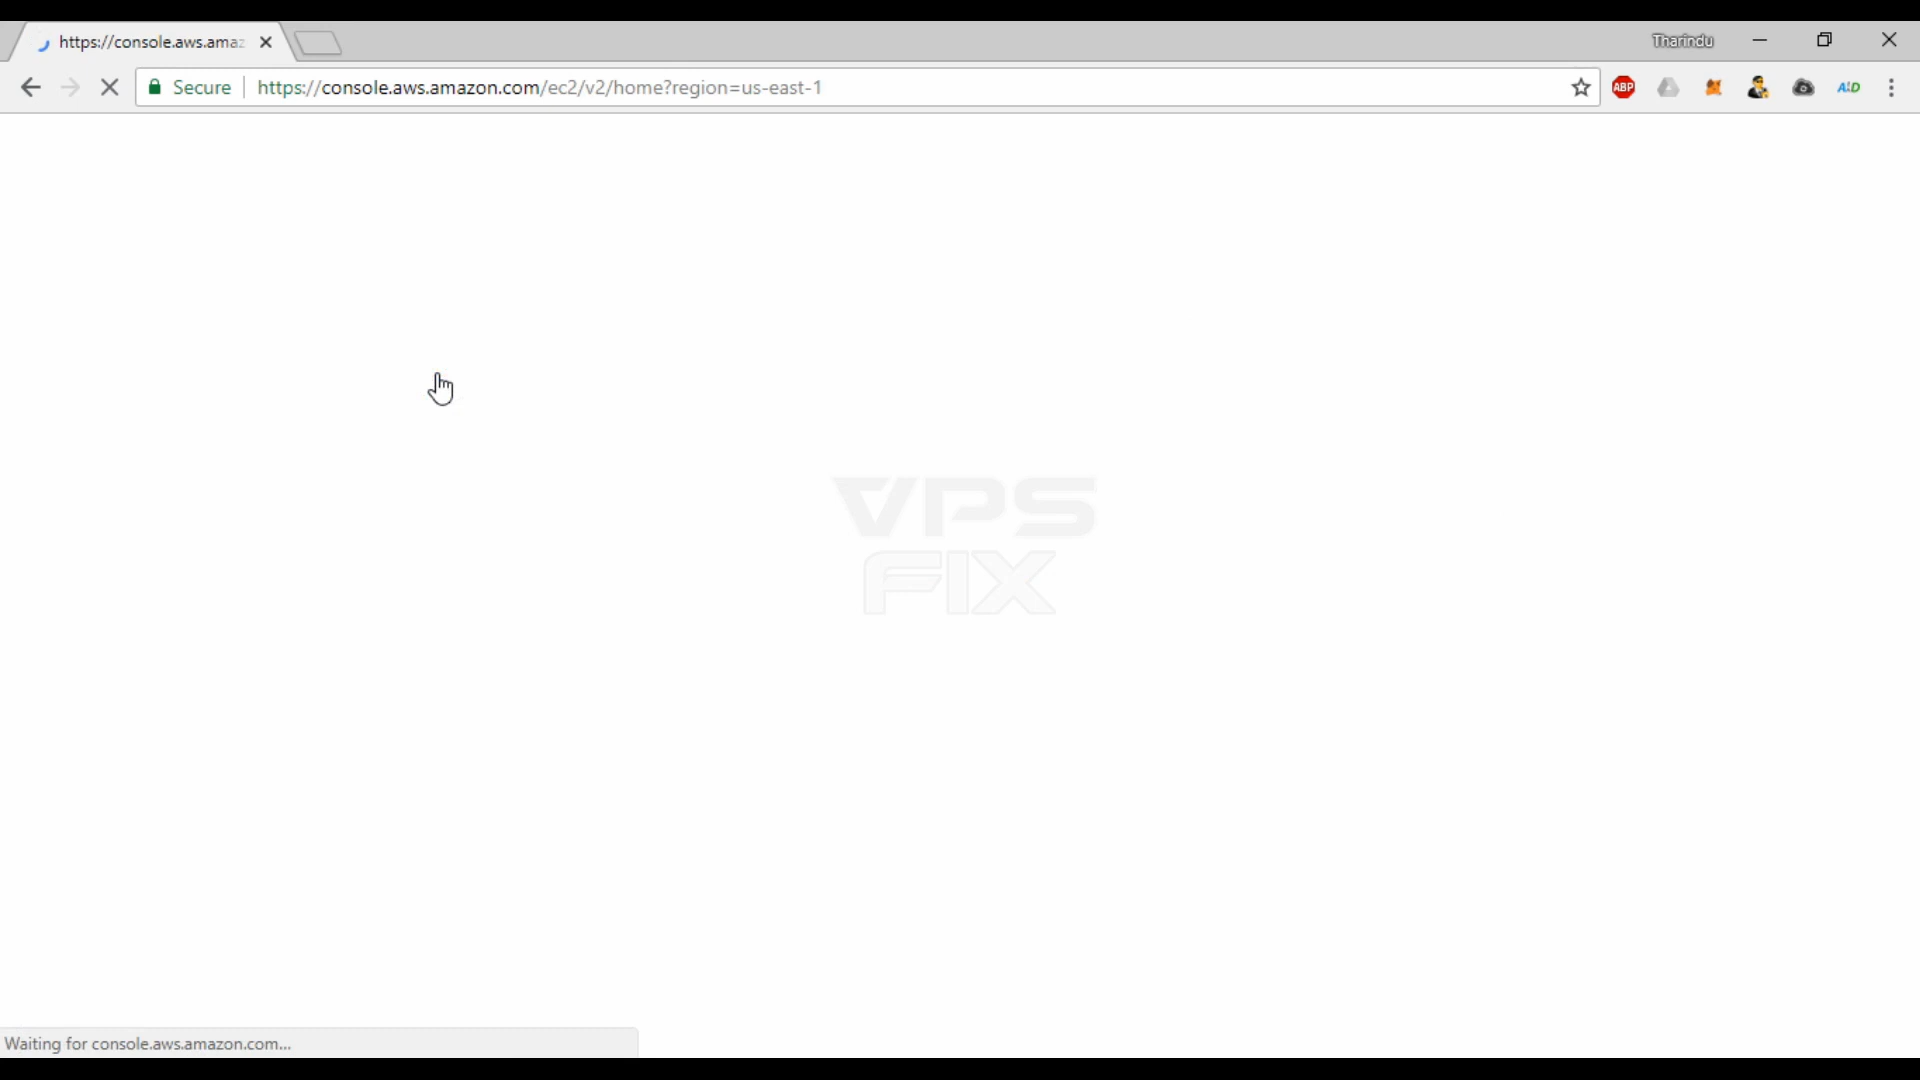 https://console.aws.amaz
Tharindu
Secure
https://console.aws.amazon.com/ec2/v2/home?region=us-east-1
ABP
A!D
VPS
FIX
Waiting for console.aws.amazon.com...